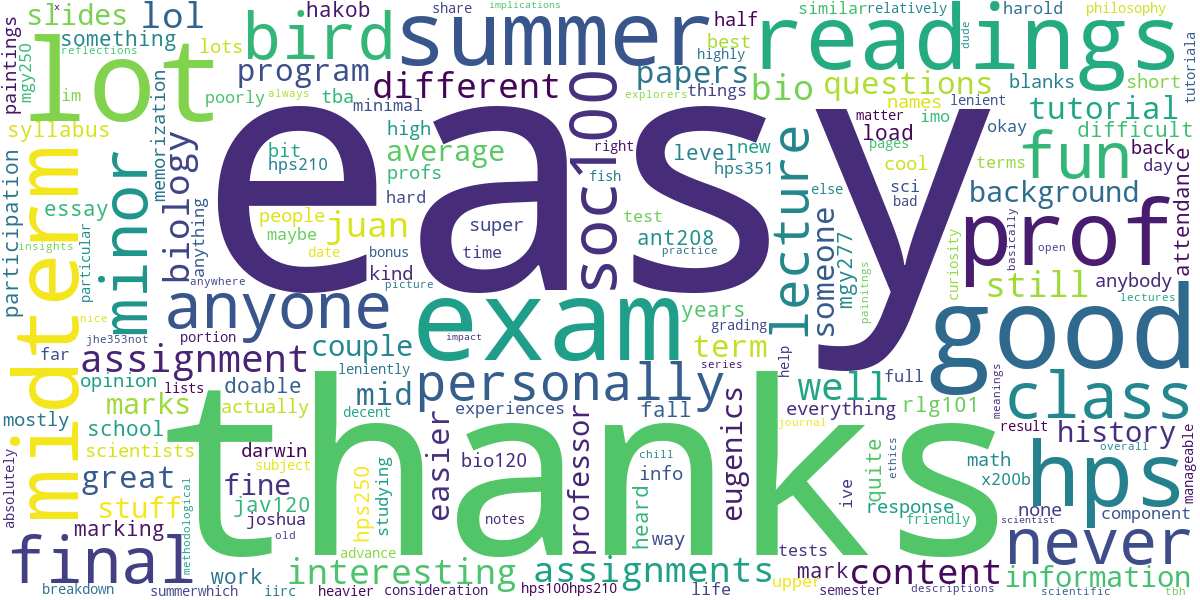 easy
thanks
summer
readings
lot
exam
good
prof
midterm
hps
final
never
bird
fun
minor
soc100
anyone
lecture
class
personally
content
well
assignment
assignments
interesting
lol
slides
something
hakob
half
share
implications
similar
relatively
harold
philosophy
dude
tutoriala
paintings
mgy250
reflections
x
lots
program
different
papers
best
highly
things
bio
questions
blanks
short
im
poorly
always
tba
minimal
explorers
names
imo
lenient
tutorial
syllabus
memorization
high
average
profs
bit
hps210
right
fish
level
new
hps351
matter
load
pages
cool
sci
bad
okay
terms
difficult
back
day
attendance
participation
essay
biology
anything
hard
people
maybe
juan
super
time
test
ant208
practice
else
background
insights
particular
date
bonus
picture
kind
anywhere
someone
mgy777
painitngs
curiosity
still
basically
open
anybody
lectures
nice
jhe353not
portion
far
couple
leniently
impact
years
grading
term
series
help
opinion
lists
doable
mid
full
everything
rlg101
meanings
result
history
manageable
mostly
marks
actually
school
decent
experiences
fall
journal
scientists
darwin
subject
great
fine
hps250
studying
easier
bio120
professor
chill
heard
info
eugenics
ive
quite
ethics
math
x200b
overall
none
component
absolutely
stuff
marking
methodological
jav120
joshua
old
notes
way
response
friendly
scientist
tests
advance
work
mark
information
breakdown
summerwhich
iirc
heavier
consideration
hps100hps210
life
upper
semester
descriptions
scientific
tbh